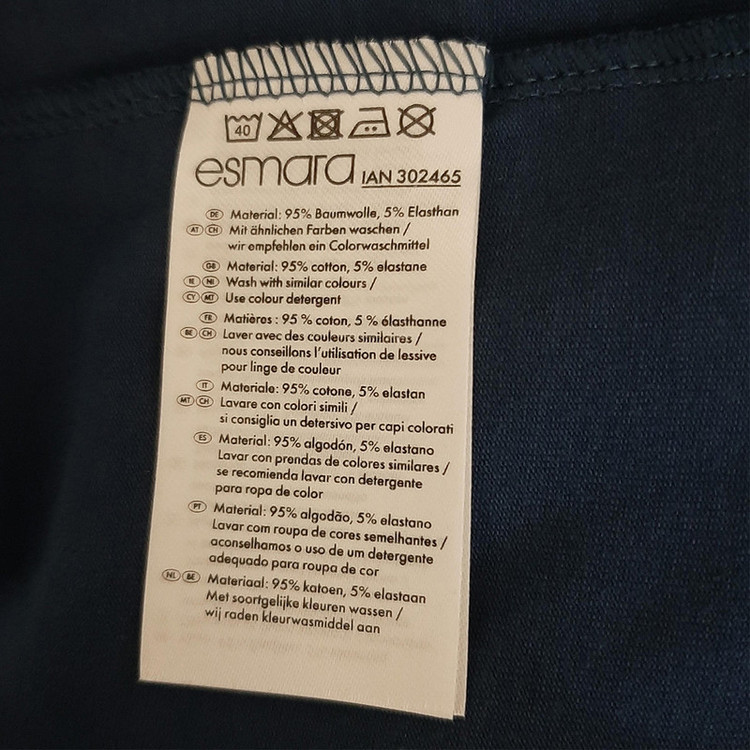 40
esmara IAN 302465
DE Material: 95% Baumwolle, 5% Elasthan
AT CH Mit ähnlichen Farben waschen /
wir empfehlen ein Colorwaschmittel
GB Material: 95% cotton, 5% elastane
IE NI Wash with similar colours /
CY MT Use colour detergent
FR Matières : 95 % coton, 5 % élasthanne
BE CH Laver avec des couleurs similaires /
nous conseillons l'utilisation de lessive
pour linge de couleur
IT Materiale: 95% cotone, 5% elastan
MT CH Lavare con colori simili /
si consiglia un detersivo per capi colorati
ES Material: 95% algodón, 5% elastano
Lavar con prendas de colores similares /
se recomienda lavar con detergente
para ropa de color
PT Material: 95% algodão, 5% elastano
Lavar com roupa de cores semelhantes /
aconselhamos o uso de um detergente
adequado para roupa de cor
NL BE Materiaal: 95% katoen, 5% elastaan
Met soortgelijke kleuren wassen /
wij raden kleurwasmiddel aan